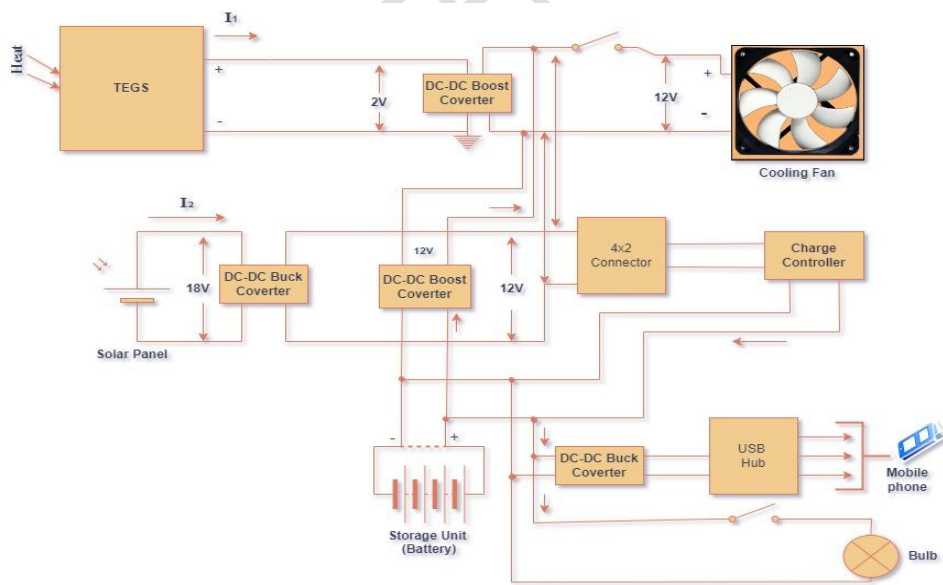 I₁
Heat
TEGS
+
-
2V
DC-DC Boost
Coverter
12V
+
-
Cooling Fan
I₂
18V
DC-DC Buck
Coverter
12V
DC-DC Boost
Coverter
12V
4x2
Connector
Charge
Controller
Solar Panel
-
+
Storage Unit
(Battery)
DC-DC Buck
Coverter
USB
Hub
Mobile
phone
Bulb